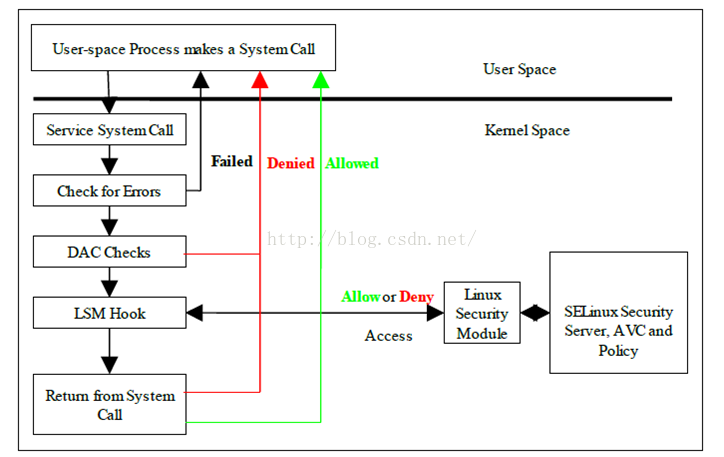 User-space Process makes a System Call
User Space
Service System Call
Kernel Space
Failed
Denied
Allowed
Check for Errors
http://blog.csdn.net/
DAC Checks
Allow or Deny
LSM Hook
Access
Linux
Security
Module
SELinux Security
Server, AVC and
Policy
Return from System
Call